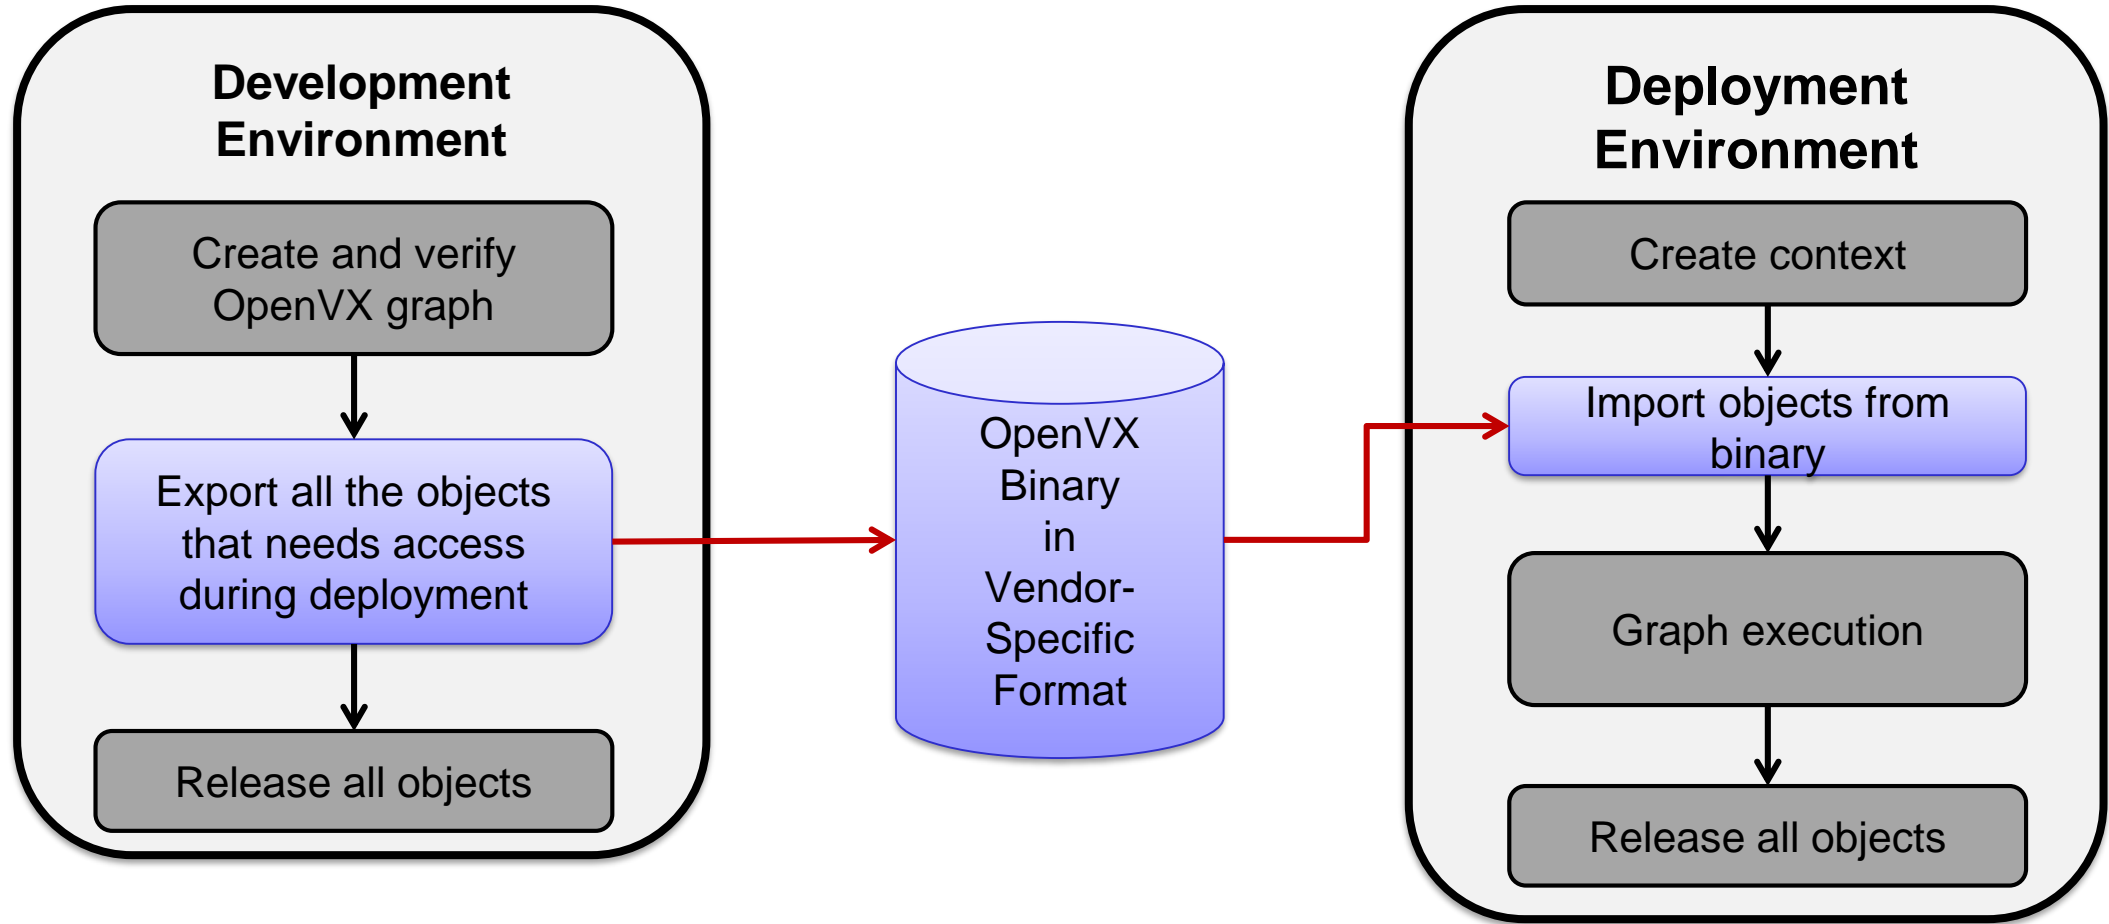 Development
Environment
Create and verify
OpenVX graph
Export all the objects
that needs access
during deployment
Release all objects
OpenVX
Binary
in
Vendor-
Specific
Format
Deployment
Environment
Create context
Import objects from
binary
Graph execution
Release all objects